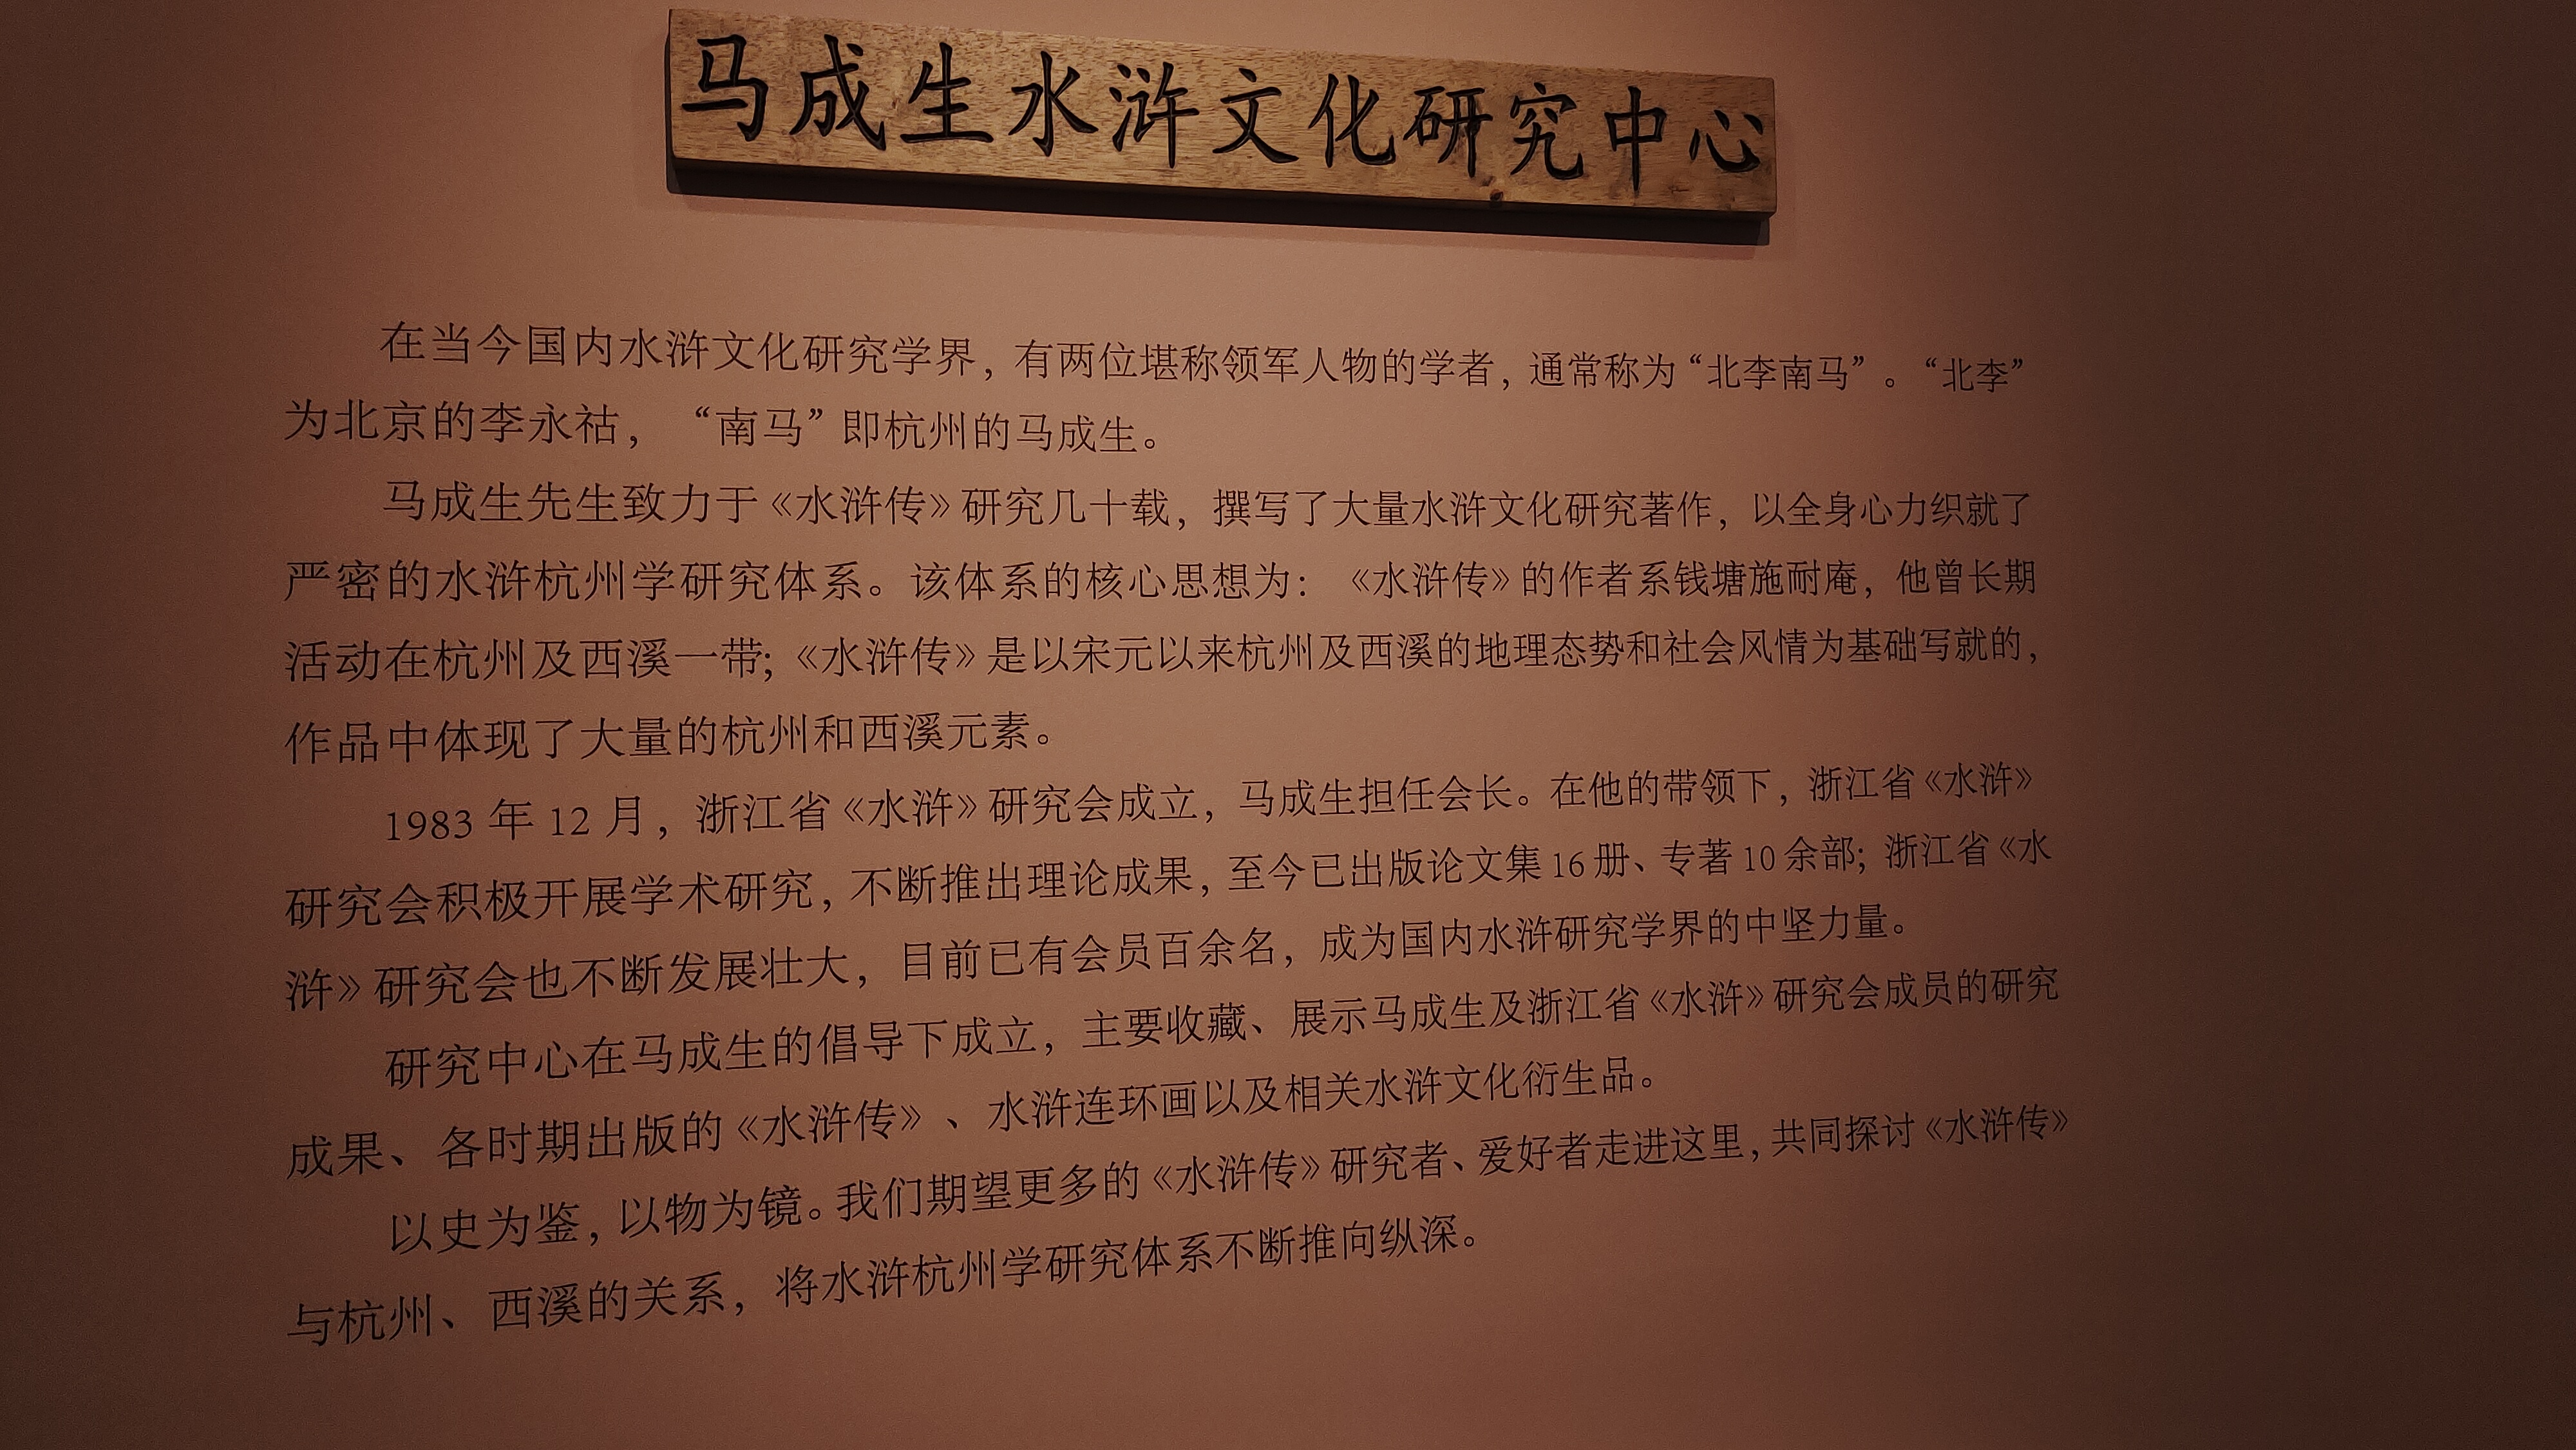 马成生水浒文化研究中心
在当今国内水浒文化研究学界，有两位堪称领军人物的学者，通常称为“北李南马”。“北李”
为北京的李永祜，“南马”即杭州的马成生。
马成生先生致力于《水浒传》研究几十载，撰写了大量水浒文化研究著作，以全身心力织就了
严密的水浒杭州学研究体系。该体系的核心思想为：《水浒传》的作者系钱塘施耐庵，他曾长期
活动在杭州及西溪一带;《水浒传》是以宋元以来杭州及西溪的地理态势和社会风情为基础写就的，
作品中体现了大量的杭州和西溪元素。
1983 年 12 月，浙江省《水浒》研究会成立，马成生担任会长。在他的带领下，浙江省《水浒》
研究会积极开展学术研究，不断推出理论成果，至今已出版论文集 16 册、专著 10 余部；浙江省《水
浒》研究会也不断发展壮大，目前已有会员百余名，成为国内水浒研究学界的中坚力量。
研究中心在马成生的倡导下成立，主要收藏、展示马成生及浙江省《水浒》研究会成员的研究
成果、各时期出版的《水浒传》、水浒连环画以及相关水浒文化衍生品。
以史为鉴，以物为镜。我们期望更多的《水浒传》研究者、爱好者走进这里，共同探讨《水浒传》
与杭州、西溪的关系，将水浒杭州学研究体系不断推向纵深。